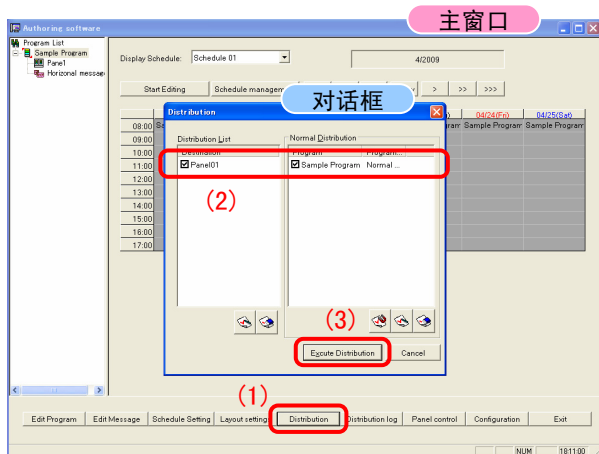 主窗口
Authoring software
Program List
Sample Program
Panel
Horizonal message
Display Schedule: Schedule 01
4/2009
Start Editing
> >> >>>
对话框
Distribution
04/24(Fri) 04/25(Sat)
Sample Program Sample Program
08:00
09:00
10:00
11:00
12:00
13:00
14:00
15:00
16:00
17:00
Distribution List
Normal Distribution
Destination
Program Program...
Panel01
Sample Program Normal ...
(2)
(3)
Execute Distribution
Cancel
(1)
Edit Program Edit Message Schedule Setting Layout setting Distribution Distribution log Panel control Configuration Exit
NUM 18:11:00